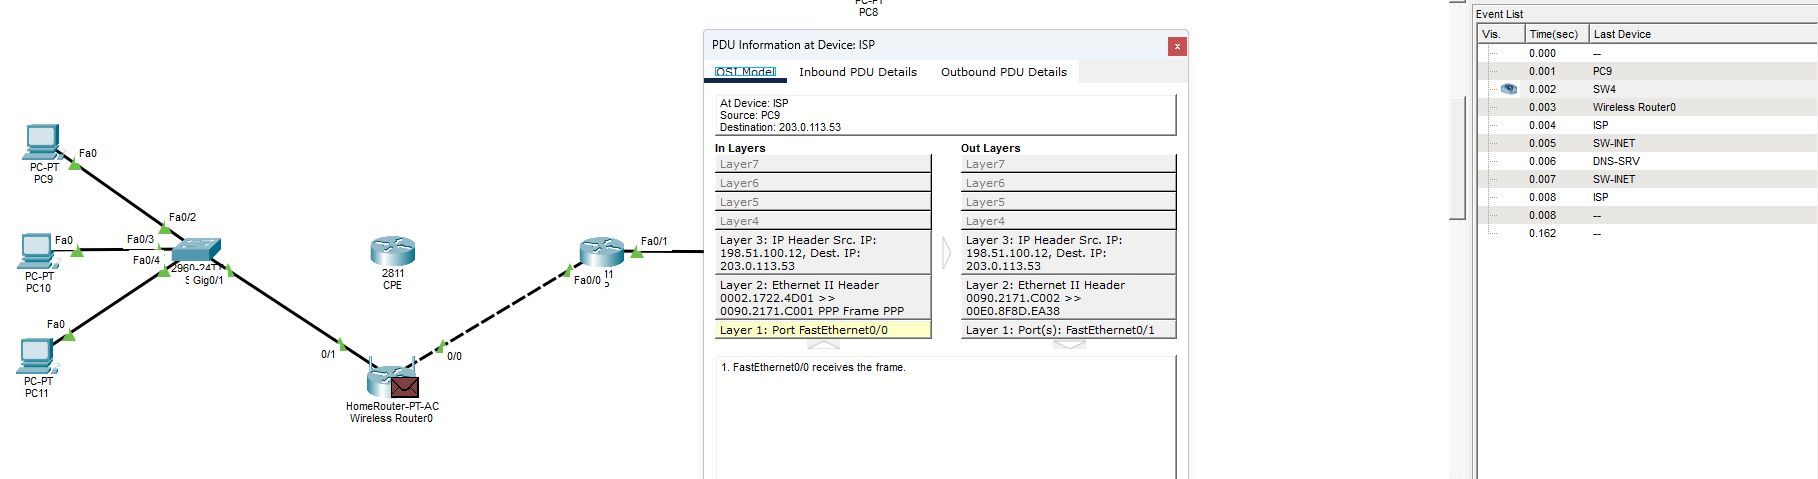 PC-PT
PC8
Fa0
PC-PT
PC9
Fa0/2
Fa0
Fa0/3
Fa0/4
PC-PT
PC10
2960-24TT
Gig0/1
Fa0
PC-PT
PC11
2811
CPE
Fa0/1
11
Fa0/0
0/1
0/0
HomeRouter-PT-AC
Wireless Router0
PDU Information at Device: ISP
x
OSI Model
Inbound PDU Details
Outbound PDU Details
At Device: ISP
Source: PC9
Destination: 203.0.113.53
In Layers
Layer7
Layer6
Layer5
Layer4
Layer 3: IP Header Src. IP:
198.51.100.12, Dest. IP:
203.0.113.53
Layer 2: Ethernet II Header
0002.1722.4D01 >>
0090.2171.C001 PPP Frame PPP
Layer 1: Port FastEthernet0/0
Out Layers
Layer7
Layer6
Layer5
Layer4
Layer 3: IP Header Src. IP:
198.51.100.12, Dest. IP:
203.0.113.53
Layer 2: Ethernet II Header
0090.2171.C002 >>
00E0.8F8D.EA38
Layer 1: Port(s): FastEthernet0/1
1. FastEthernet0/0 receives the frame.
Event List
Vis. Time(sec) Last Device
0.000 --
0.001 PC9
0.002 SW4
0.003 Wireless Router0
0.004 ISP
0.005 SW-INET
0.006 DNS-SRV
0.007 SW-INET
0.008 ISP
0.008 --
0.162 --